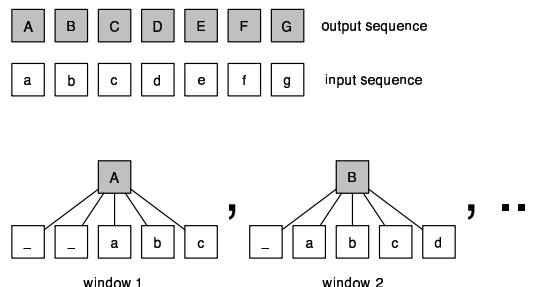 A B C D E F G output sequence
a b c d e f g input sequence
A , B , ..
_ _ a b c _ a b c d
window 1 window 2